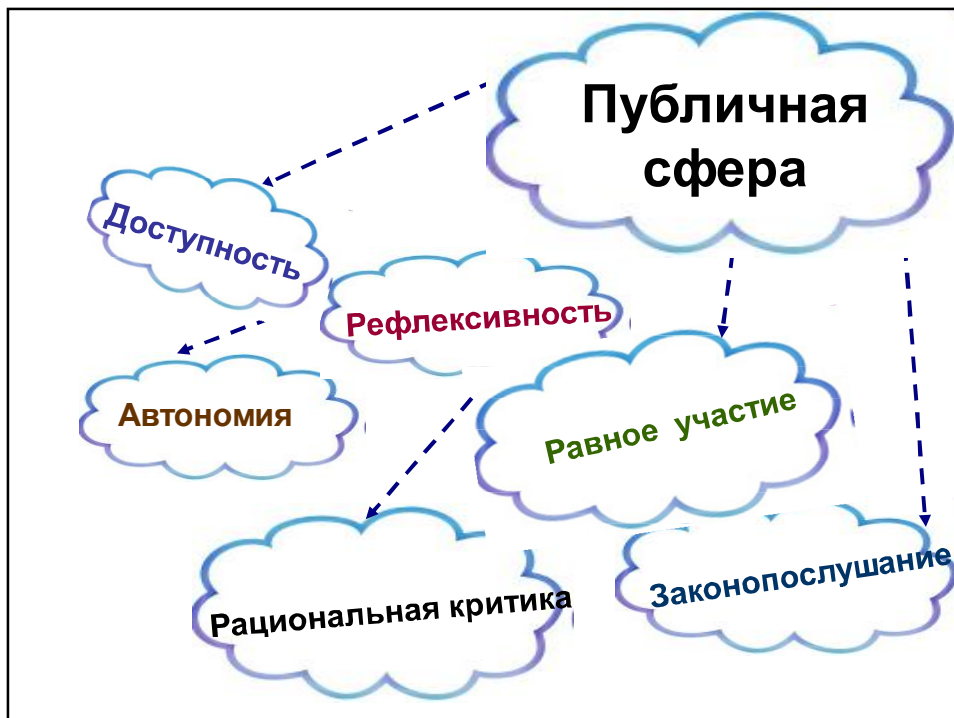 Публичная
сфера
Доступность
Рефлексивность
Автономия
Равное участие
Рациональная критика
Законопослушание